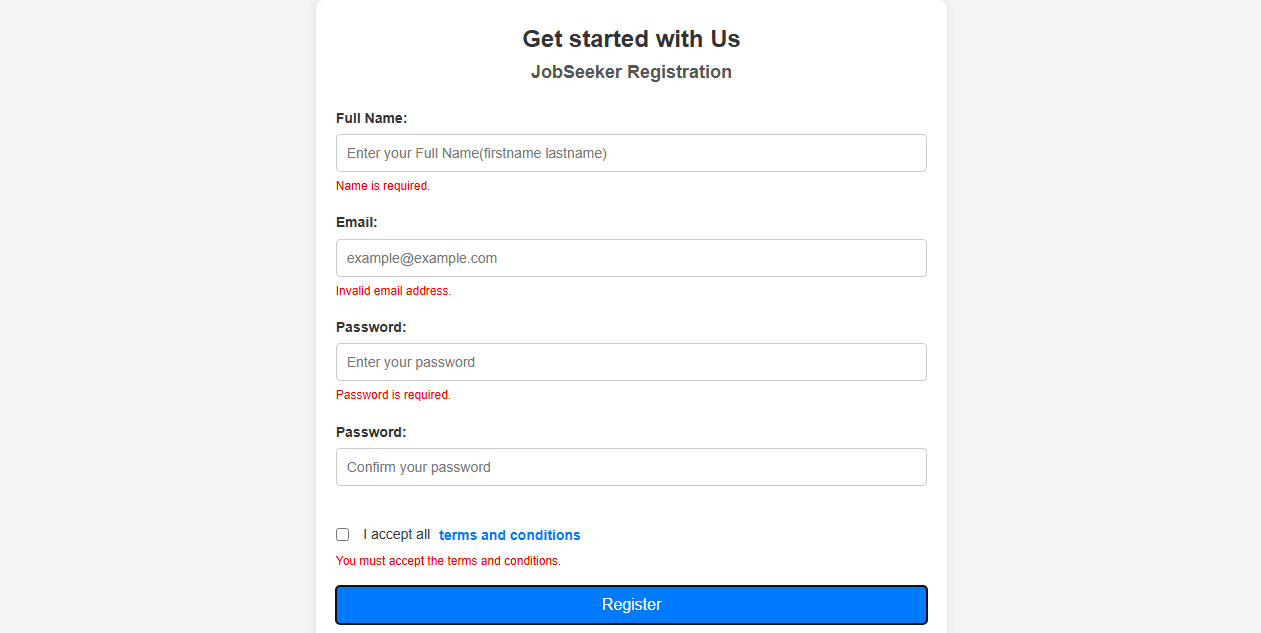 Get started with Us
JobSeeker Registration
Full Name:
Enter your Full Name(firstname lastname)
Name is required.
Email:
example@example.com
Invalid email address.
Password:
Enter your password
Password is required.
Password:
Confirm your password
I accept all terms and conditions
You must accept the terms and conditions.
Register